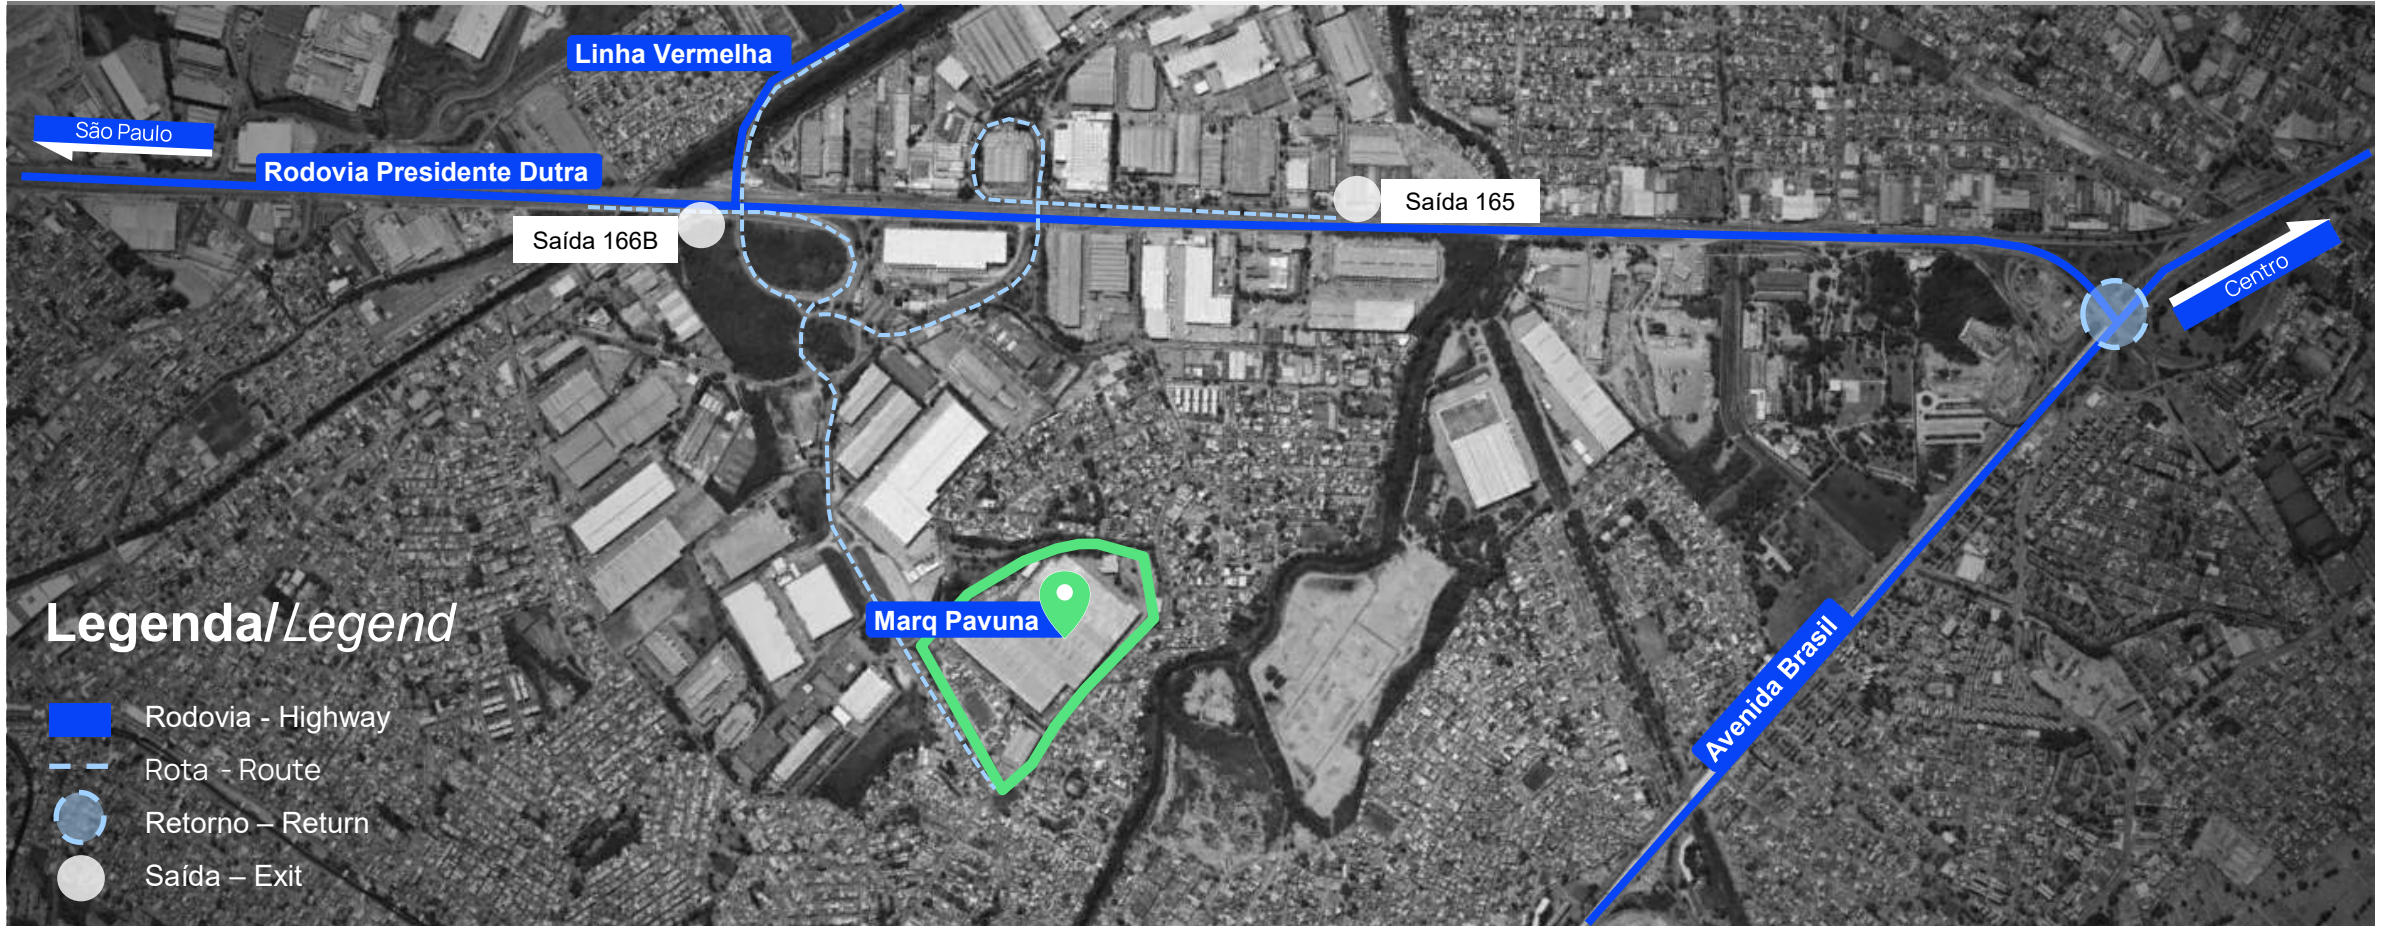 Linha Vermelha
São Paulo
Rodovia Presidente Dutra
Saída 165
Saída 166B
Centro
Marq Pavuna
Avenida Brasil
Legenda/Legend
Rodovia - Highway
Rota - Route
Retorno – Return
Saída – Exit